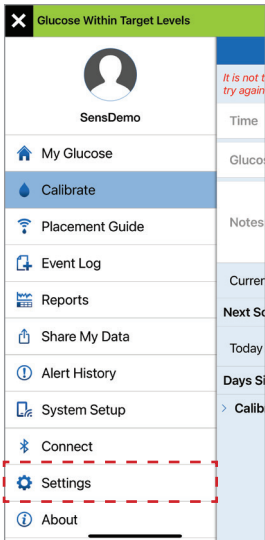 Glucose Within Target Levels
SensDemo
My Glucose
Calibrate
Placement Guide
Event Log
Reports
Share My Data
Alert History
System Setup
Connect
Settings
About
It is not t
try again
Time
Glucos
Notes
Curren
Next Sc
Today
Days Si
Calib